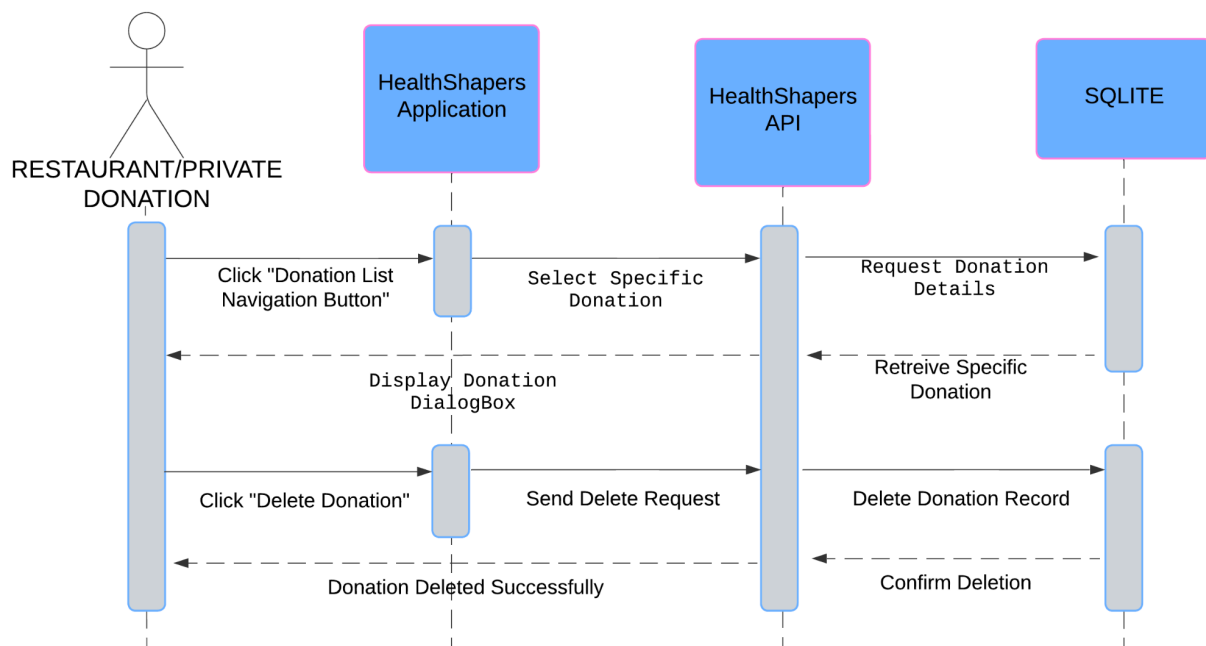 HealthShapers
Application
HealthShapers
API
SQLITE
RESTAURANT/PRIVATE
DONATION
Click "Donation List
Navigation Button"
Select Specific
Donation
Request Donation
Details
Display Donation
DialogBox
Retreive Specific
Donation
Click "Delete Donation"
Send Delete Request
Delete Donation Record
Donation Deleted Successfully
Confirm Deletion